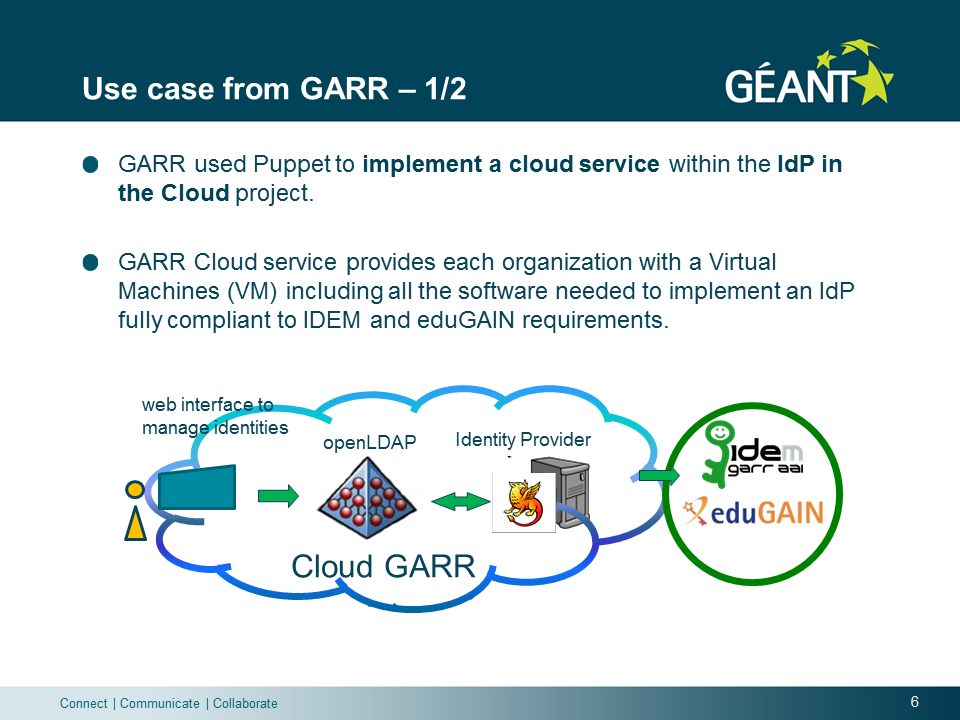 Use case from GARR – 1/2
GÉANT
GARR used Puppet to implement a cloud service within the IdP in
the Cloud project.
GARR Cloud service provides each organization with a Virtual
Machines (VM) including all the software needed to implement an IdP
fully compliant to IDEM and eduGAIN requirements.
web interface to
manage identities
openLDAP
Identity Provider
idem
garr aai
eduGAIN
Cloud GARR
Connect | Communicate | Collaborate
6